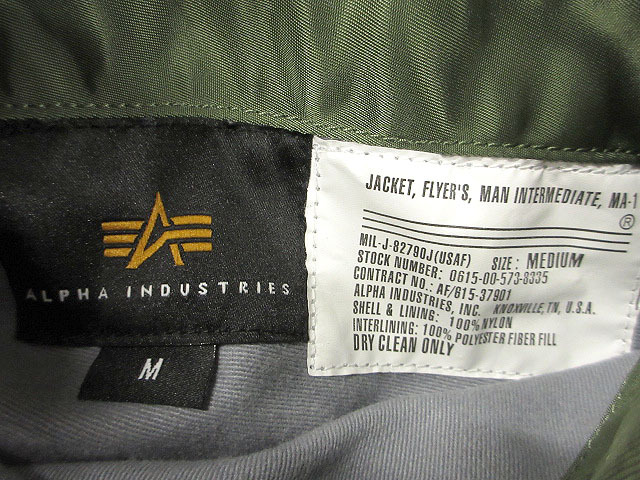 ALPHA INDUSTRIES
M
JACKET, FLYER'S, MAN INTERMEDIATE, MA-1
®
MIL-J-82790J(USAF) SIZE: MEDIUM
STOCK NUMBER: 0615-00-573-8335
CONTRACT NO.: AF/615-37901
ALPHA INDUSTRIES, INC. KNOXVILLE, TN, U.S.A.
SHELL & LINING: 100% NYLON
INTERLINING: 100% POLYESTER FIBER FILL
DRY CLEAN ONLY